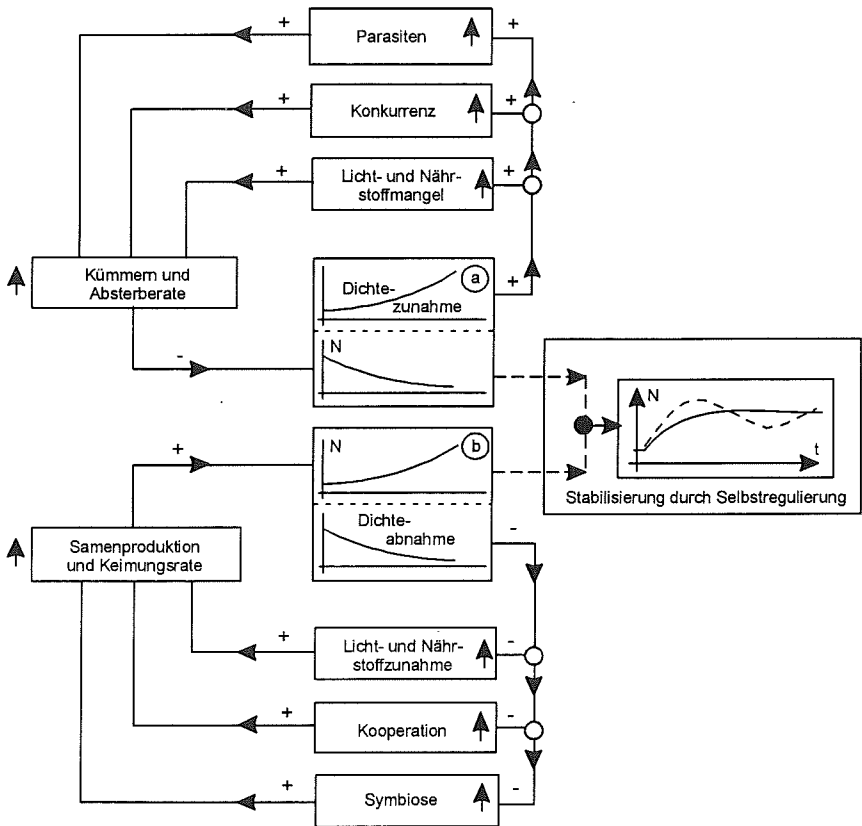 +
Parasiten
+
+
Konkurrenz
+
+
Licht- und Nähr-
stoffmangel
+
Kümmern und
Absterberate
Dichte-
zunahme
a
+
-
N
N
t
Stabilisierung durch Selbstregulierung
+
N
b
Samenproduktion
und Keimungsrate
Dichte-
abnahme
-
+
Licht- und Nähr-
stoffzunahme
-
+
Kooperation
-
+
Symbiose
-